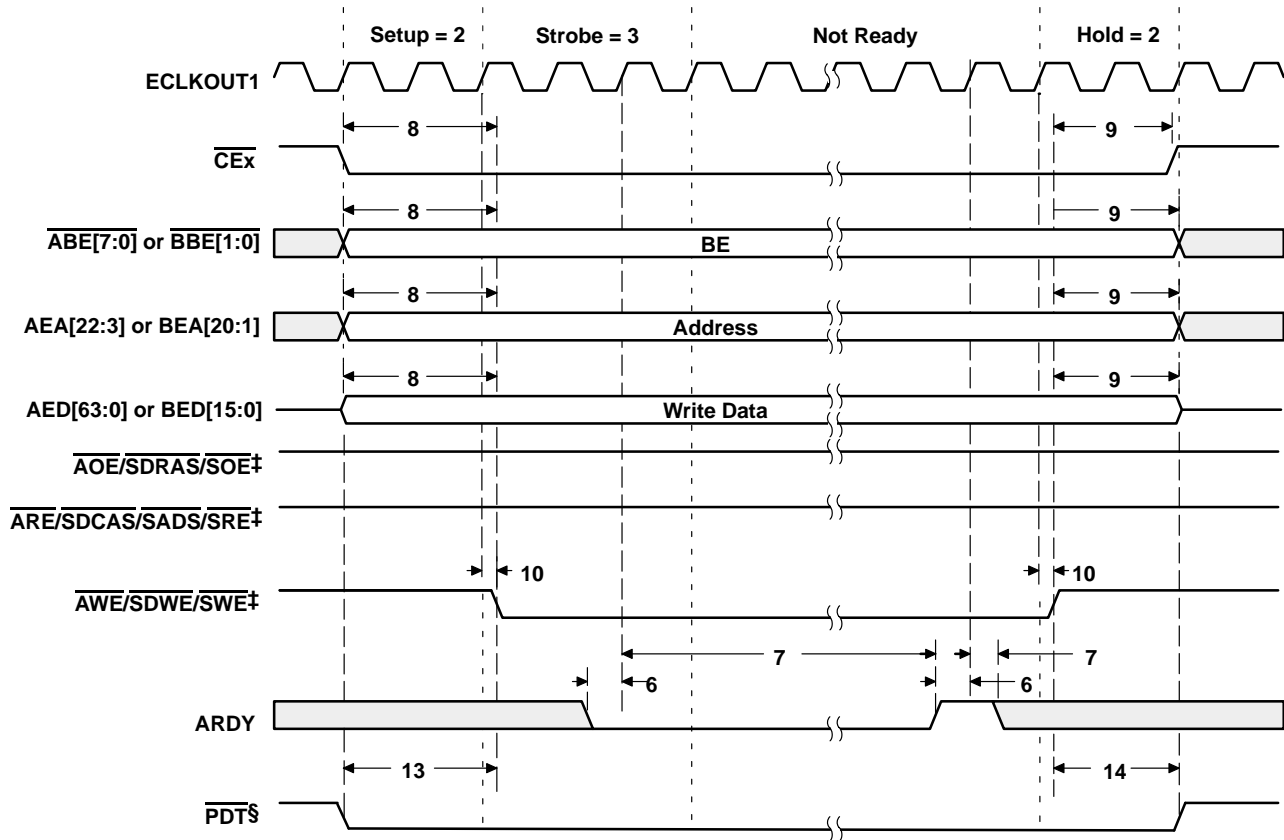 Setup = 2 Strobe = 3 Not Ready Hold = 2
ECLKOUT1
8 9
CEx
8 9
ABE[7:0] or BBE[1:0] BE
8 9
AEA[22:3] or BEA[20:1] Address
8 9
AED[63:0] or BED[15:0] Write Data
AOE/SDRAS/SOE‡
ARE/SDCAS/SADS/SRE‡
10 10
AWE/SDWE/SWE‡
7 7
6 6
ARDY
13 14
PDT§